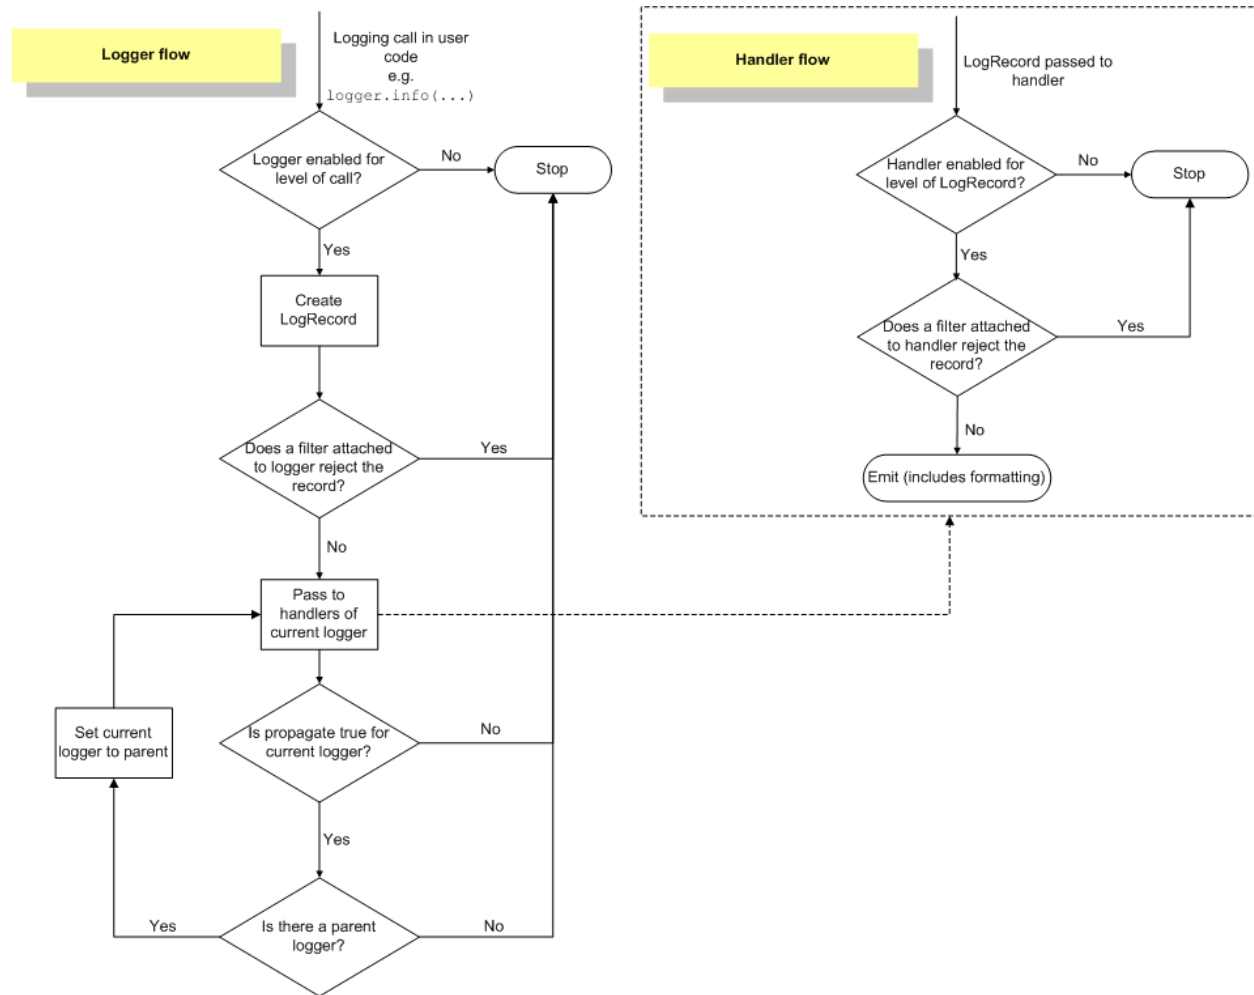 Logger flow
Logging call in user
code
e.g.
logger.info(...)
Logger enabled for
level of call?
No
Stop
Yes
Create
LogRecord
Does a filter attached
to logger reject the
record?
Yes
No
Pass to
handlers of
current logger
Set current
logger to parent
Is propagate true for
current logger?
No
Yes
Is there a parent
logger?
Yes
No
Handler flow
LogRecord passed to
handler
Handler enabled for
level of LogRecord?
No
Stop
Yes
Does a filter attached
to handler reject the
record?
Yes
No
Emit (includes formatting)